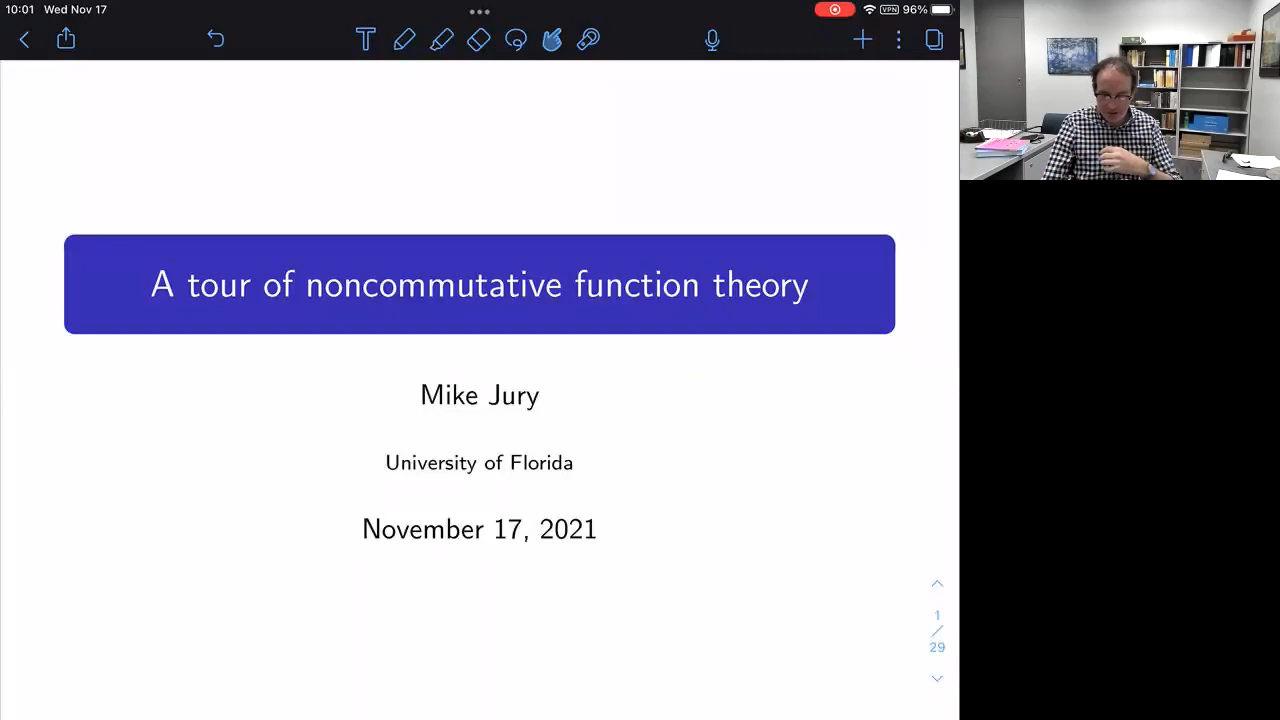 10:01 Wed Nov 17
VPN 96%
A tour of noncommutative function theory
Mike Jury
University of Florida
November 17, 2021
1
/
29